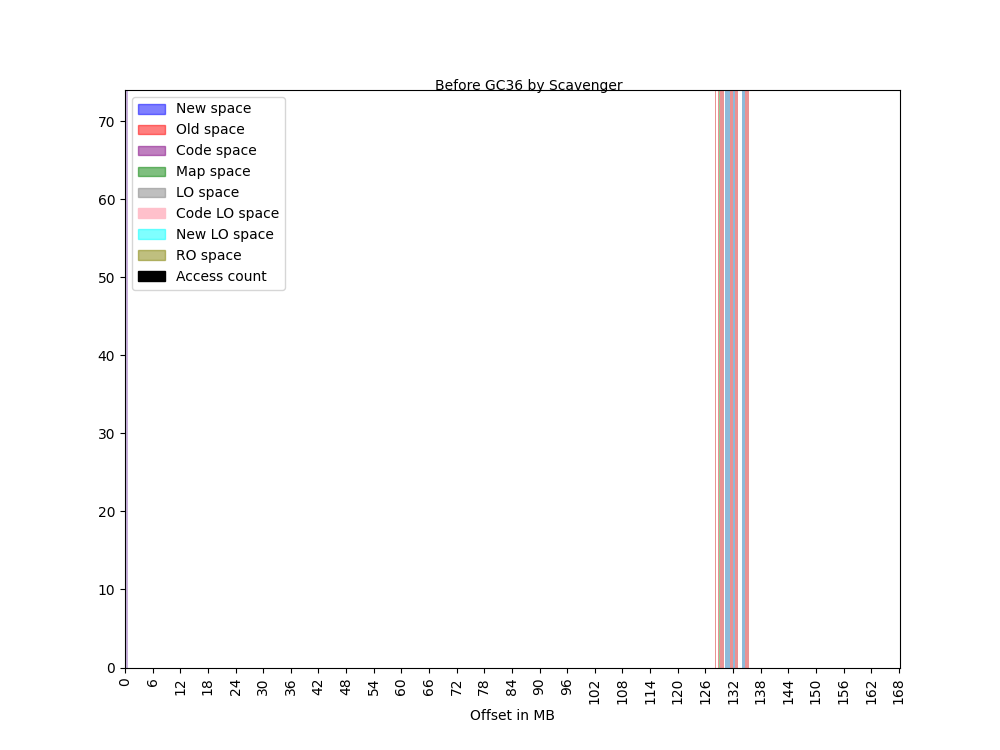 Before GC36 by Scavenger
New space
Old space
Code space
Map space
LO space
Code LO space
New LO space
RO space
Access count
70
60
50
40
30
20
10
0
0 6 12 18 24 30 36 42 48 54 60 66 72 78 84 90 96 102 108 114 120 126 132 138 144 150 156 162 168
Offset in MB